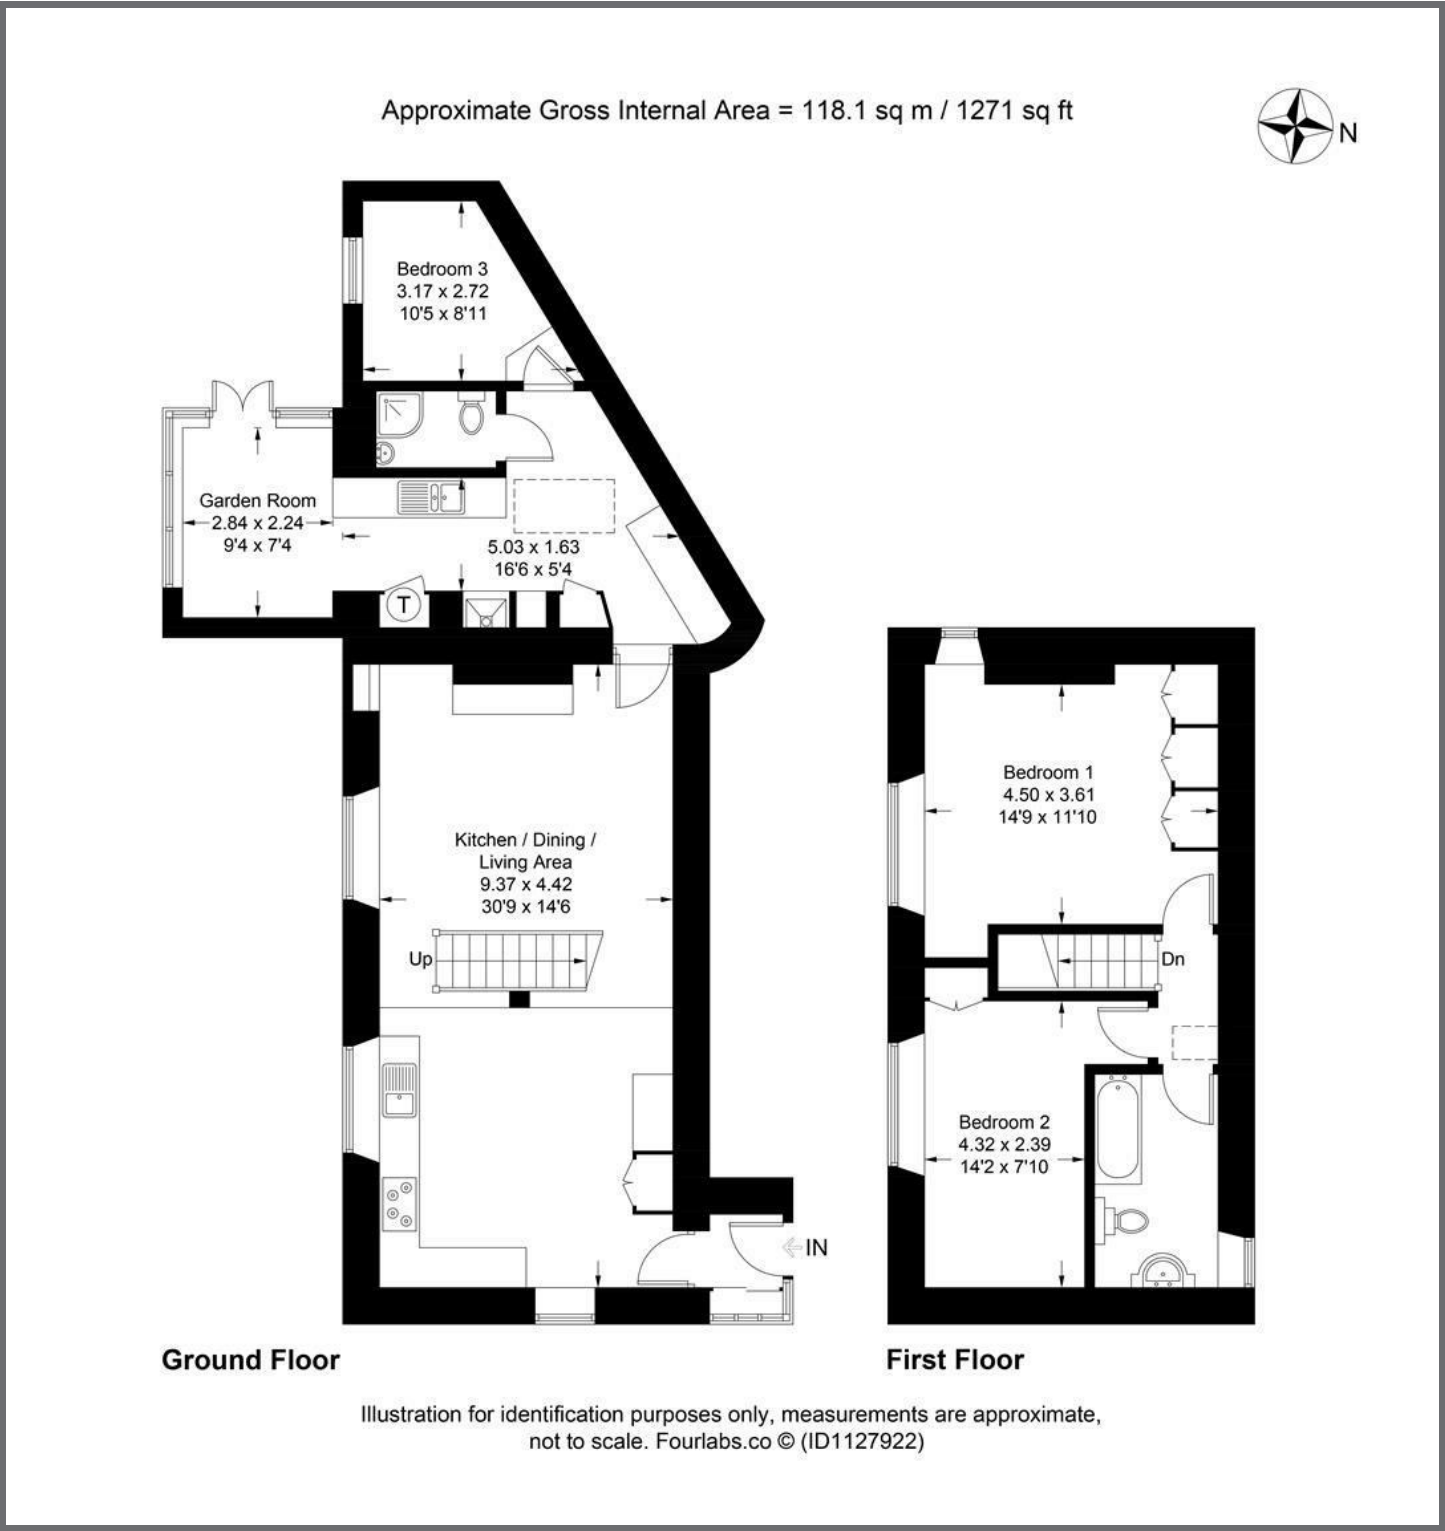 Approximate Gross Internal Area = 118.1 sq m / 1271 sq ft
N
Bedroom 3
3.17 x 2.72
10'5 x 8'11
Garden Room
2.84 x 2.24
9'4 x 7'4
5.03 x 1.63
16'6 x 5'4
T
Kitchen / Dining /
Living Area
9.37 x 4.42
30'9 x 14'6
Up
IN
Bedroom 1
4.50 x 3.61
14'9 x 11'10
Dn
Bedroom 2
4.32 x 2.39
14'2 x 7'10
Ground Floor
First Floor
Illustration for identification purposes only, measurements are approximate,
not to scale. Fourlabs.co © (ID1127922)